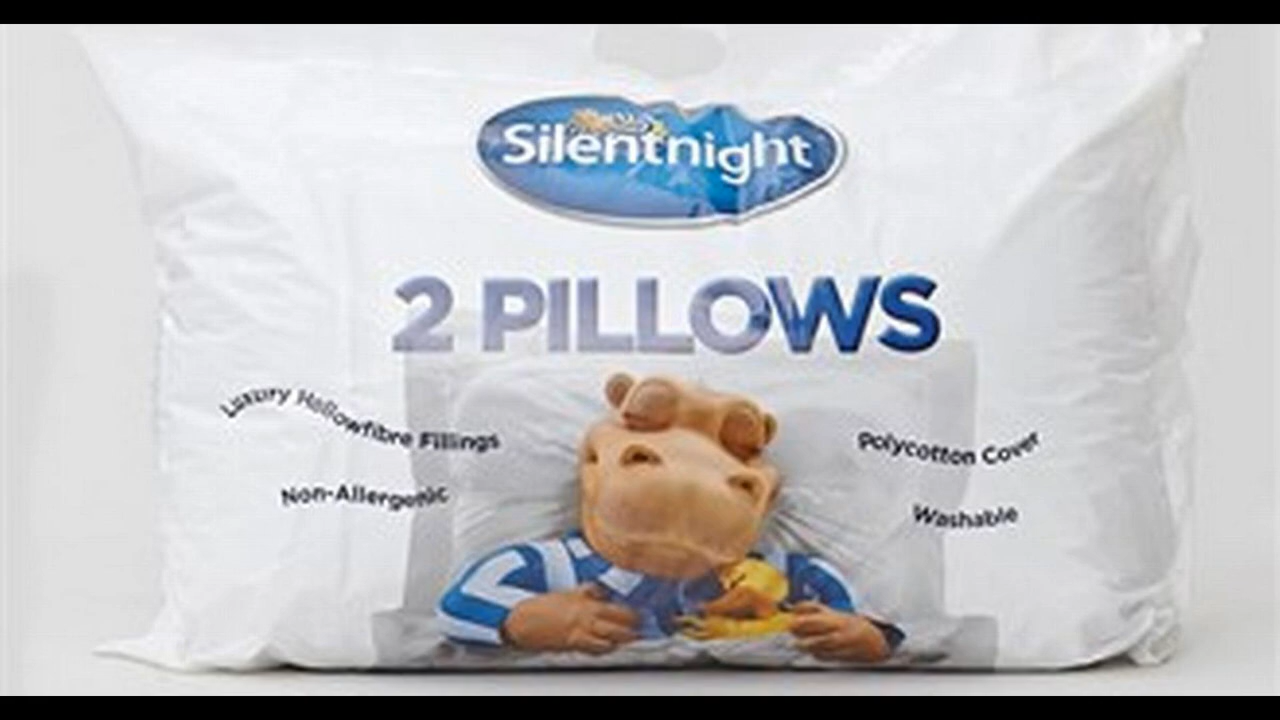 Silentnight
2 PILLOWS
Luxury Hollowfibre Fillings
Polycotton Cover
Non-Allergenic
Washable